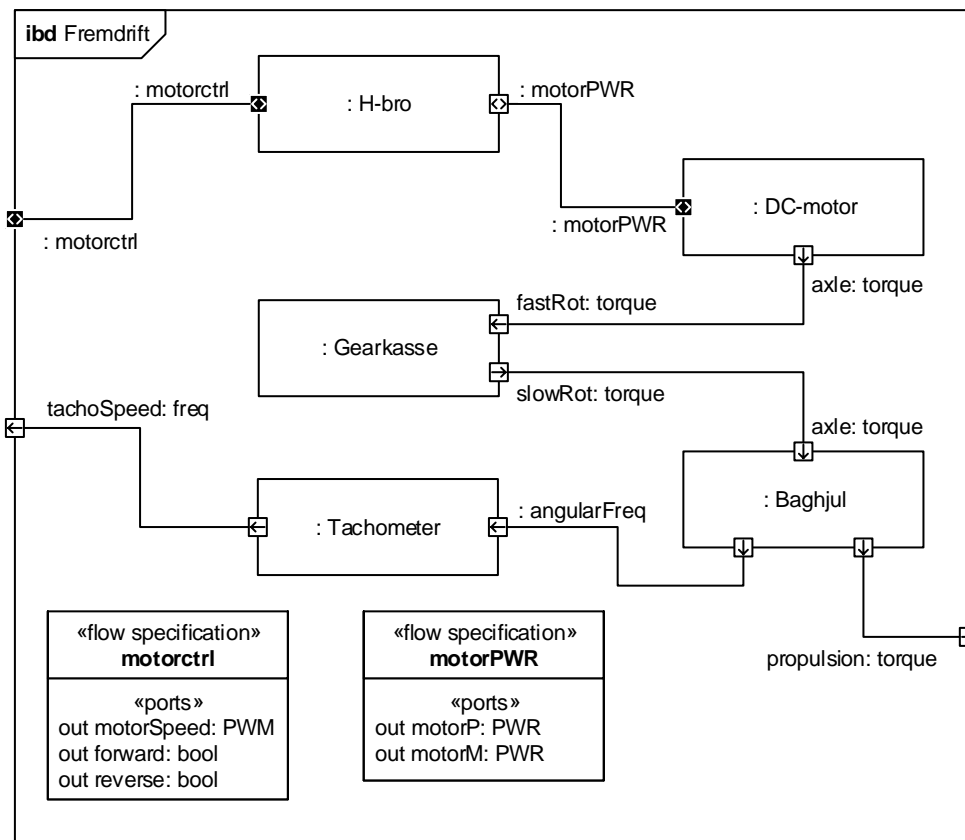 ibd Fremdrift
: motorctrl
: H-bro
: motorPWR
: DC-motor
: motorctrl
: motorPWR
axle: torque
fastRot: torque
: Gearkasse
slowRot: torque
tachoSpeed: freq
axle: torque
: Baghjul
: angularFreq
: Tachometer
propulsion: torque
«flow specification»
motorctrl
«ports»
out motorSpeed: PWM
out forward: bool
out reverse: bool
«flow specification»
motorPWR
«ports»
out motorP: PWR
out motorM: PWR